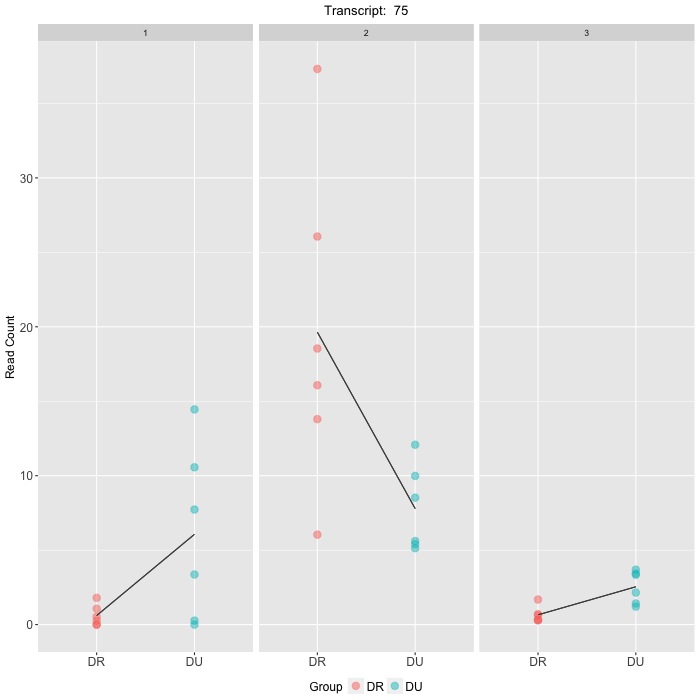 Transcript: 75
1 2 3
Read Count
30
20
10
0
DR DU DR DU DR DU
Group DR DU